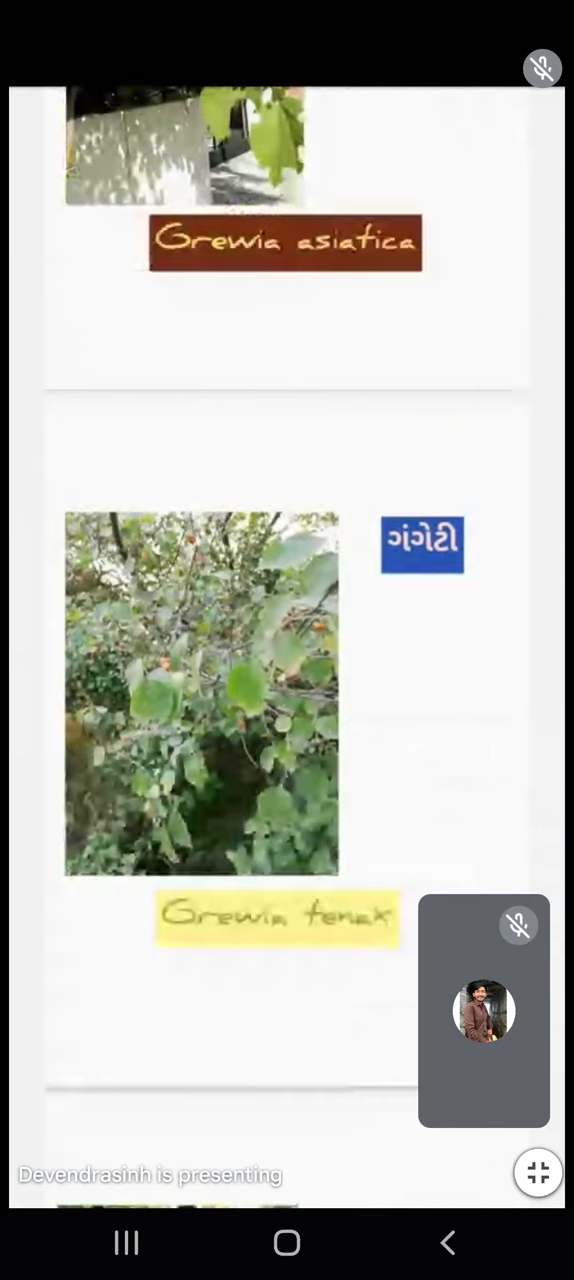 Grewia asiatica
ગંગેટી
Grewia tenax
Devendrasinh is presenting